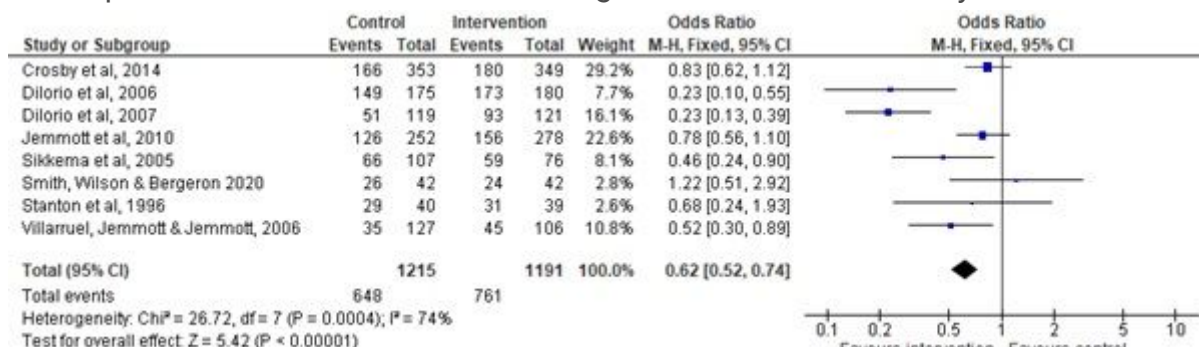 Control Intervention Odds Ratio Odds Ratio
Study or Subgroup Events Total Events Total Weight M-H, Fixed, 95% CI M-H, Fixed, 95% CI
Crosby et al, 2014 166 353 180 349 29.2% 0.83 [0.62, 1.12]
Dilorio et al, 2006 149 175 173 180 7.7% 0.23 [0.10, 0.55]
Dilorio et al, 2007 51 119 93 121 16.1% 0.23 [0.13, 0.39]
Jemmott et al, 2010 126 252 156 278 22.6% 0.78 [0.56, 1.10]
Sikkema et al, 2005 66 107 59 76 8.1% 0.46 [0.24, 0.90]
Smith, Wilson & Bergeron 2020 26 42 24 42 2.8% 1.22 [0.51, 2.92]
Stanton et al, 1996 29 40 31 39 2.6% 0.68 [0.24, 1.93]
Villarruel, Jemmott & Jemmott, 2006 35 127 45 106 10.8% 0.52 [0.30, 0.89]
Total (95% CI) 1215 1191 100.0% 0.62 [0.52, 0.74]
Total events 648 761
Heterogeneity: Chi² = 26.72, df = 7 (P = 0.0004); I² = 74%
Test for overall effect: Z = 5.42 (P < 0.00001)
0.1 0.2 0.5 1 2 5 10
Favours intervention Favours control